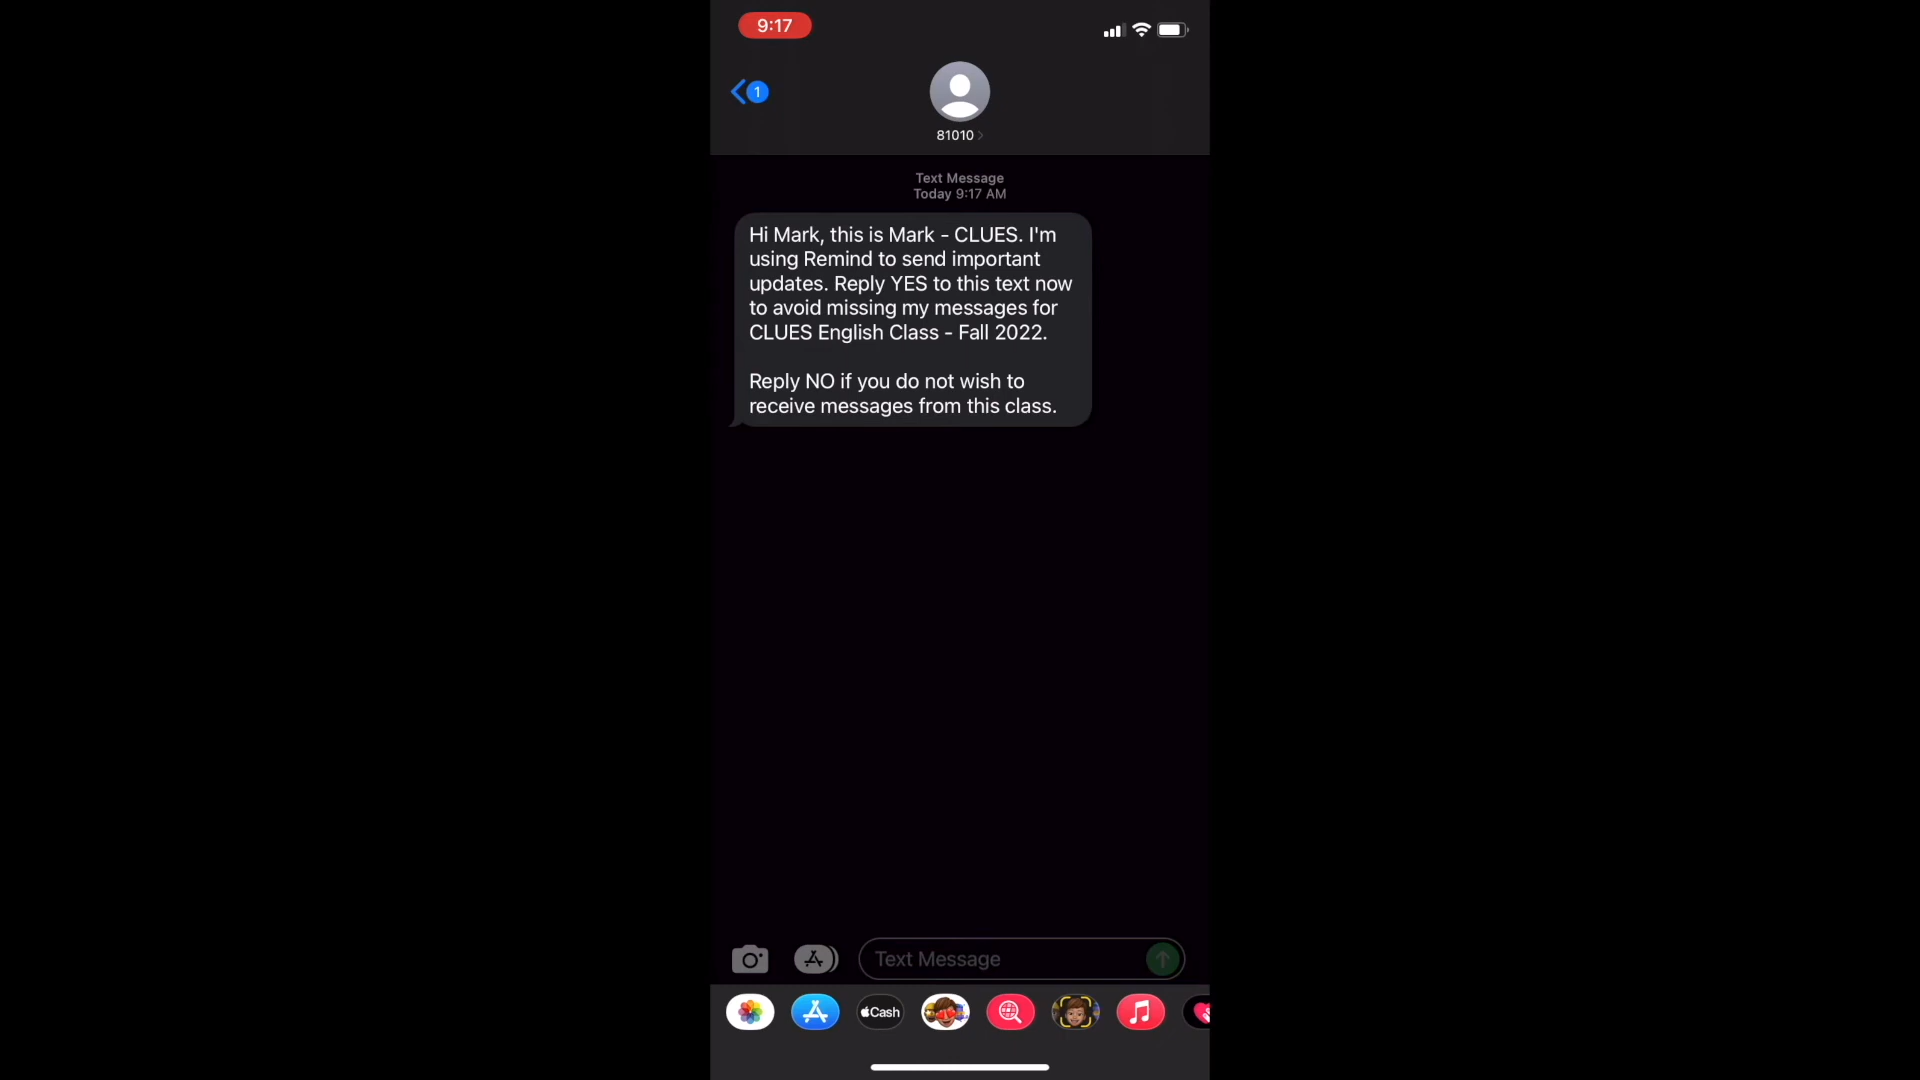 9:17
1
81010
Text Message
Today 9:17 AM
Hi Mark, this is Mark - CLUES. I'm
using Remind to send important
updates. Reply YES to this text now
to avoid missing my messages for
CLUES English Class - Fall 2022.
Reply NO if you do not wish to
receive messages from this class.
Text Message
Cash